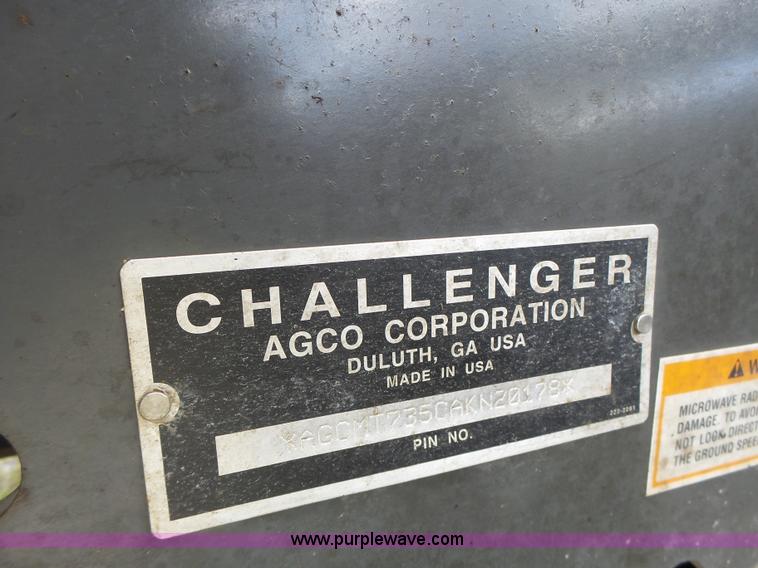 CHALLENGER
AGCO CORPORATION
DULUTH, GA USA
MADE IN USA
*AGCMT735CAKN20178*
PIN NO.
MICROWAVE RAD
DAMAGE. TO AVO
NOT LOOK DIRECT
THE GROUND SPEE
www.purplewave.com